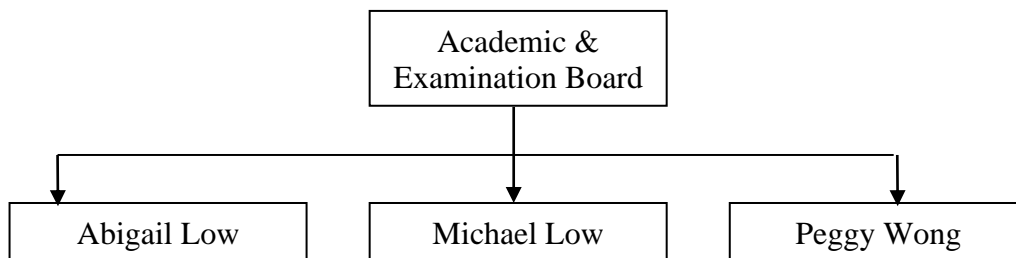 Academic &
Examination Board
Abigail Low
Michael Low
Peggy Wong